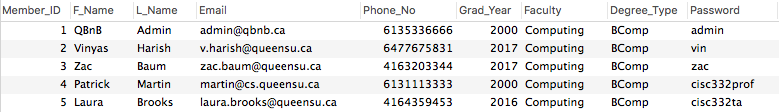 Member_ID F_Name L_Name Email Phone_No Grad_Year Faculty Degree_Type Password
1 QBnB Admin admin@qbnb.ca 6135336666 2000 Computing BComp admin
2 Vinyas Harish v.harish@queensu.ca 6477675831 2017 Computing BComp vin
3 Zac Baum zac.baum@queensu.ca 4163203344 2017 Computing BComp zac
4 Patrick Martin martin@cs.queensu.ca 6131113333 2000 Computing BComp cisc332prof
5 Laura Brooks laura.brooks@queensu.ca 4164359453 2016 Computing BComp cisc332ta